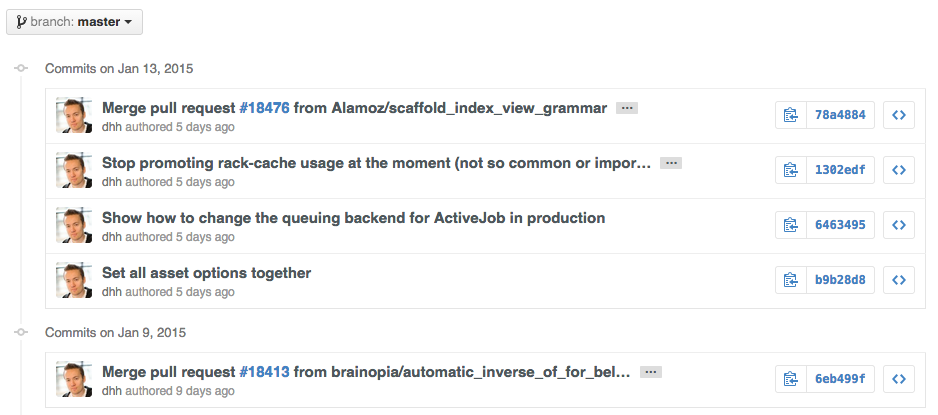 branch: master
Commits on Jan 13, 2015
Merge pull request #18476 from Alamoz/scaffold_index_view_grammar ...
78a4884
dhh authored 5 days ago
Stop promoting rack-cache usage at the moment (not so common or impor... ...
1302edf
dhh authored 5 days ago
Show how to change the queuing backend for ActiveJob in production
6463495
dhh authored 5 days ago
Set all asset options together
b9b28d8
dhh authored 5 days ago
Commits on Jan 9, 2015
Merge pull request #18413 from brainopia/automatic_inverse_of_for_bel... ...
6eb499f
dhh authored 9 days ago